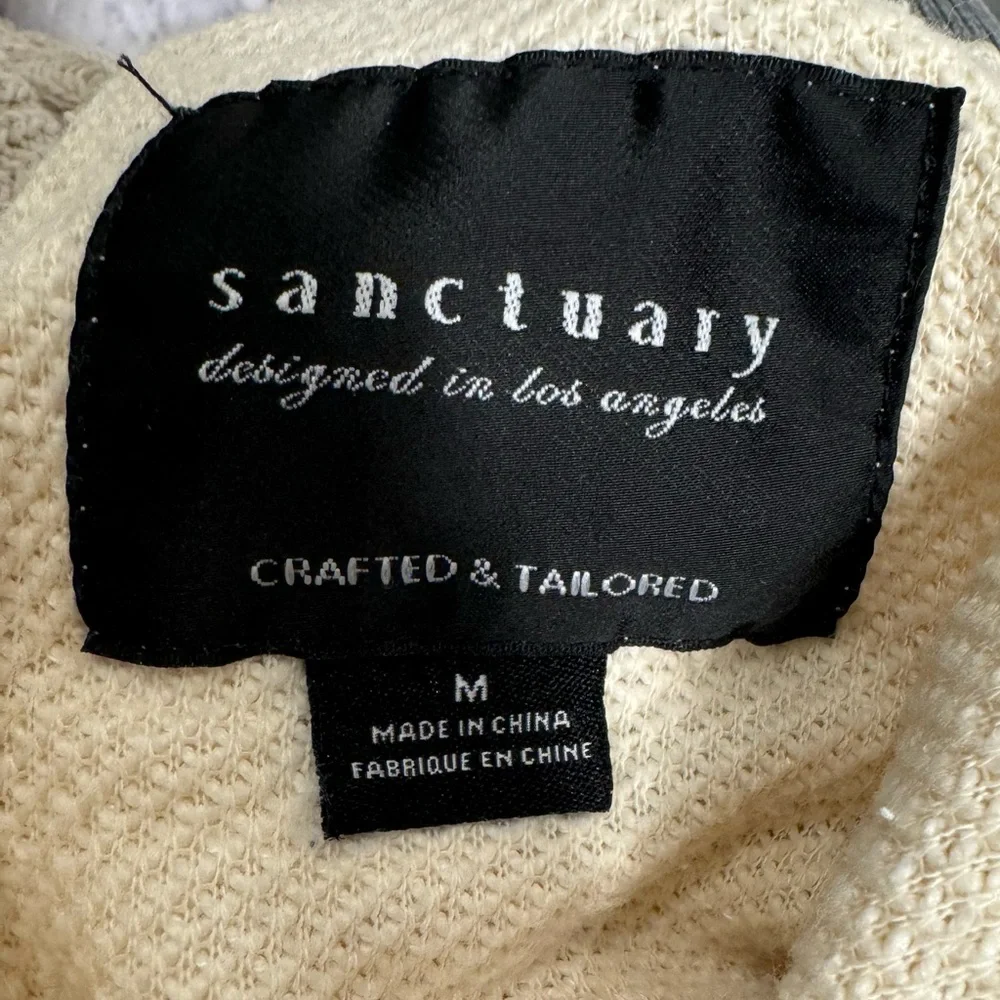 sanctuary
designed in los angeles
CRAFTED & TAILORED
M
MADE IN CHINA
FABRIQUE EN CHINE